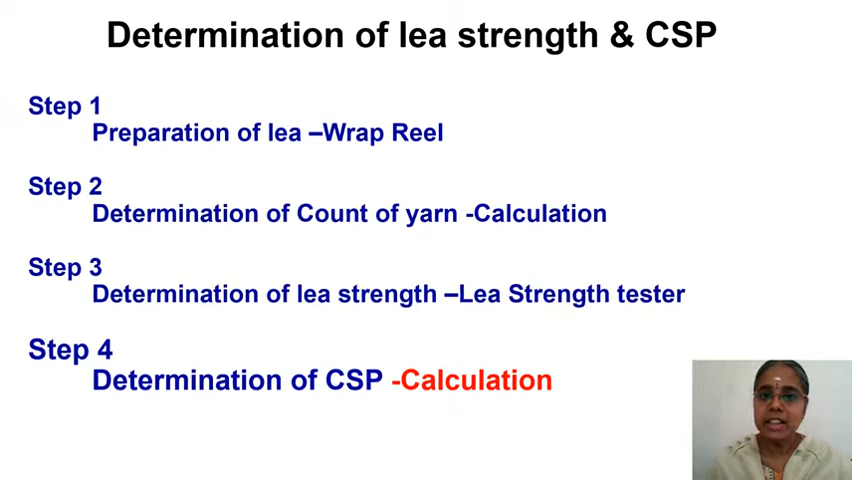 Determination of lea strength & CSP
Step 1
Preparation of lea –Wrap Reel
Step 2
Determination of Count of yarn -Calculation
Step 3
Determination of lea strength –Lea Strength tester
Step 4
Determination of CSP -Calculation